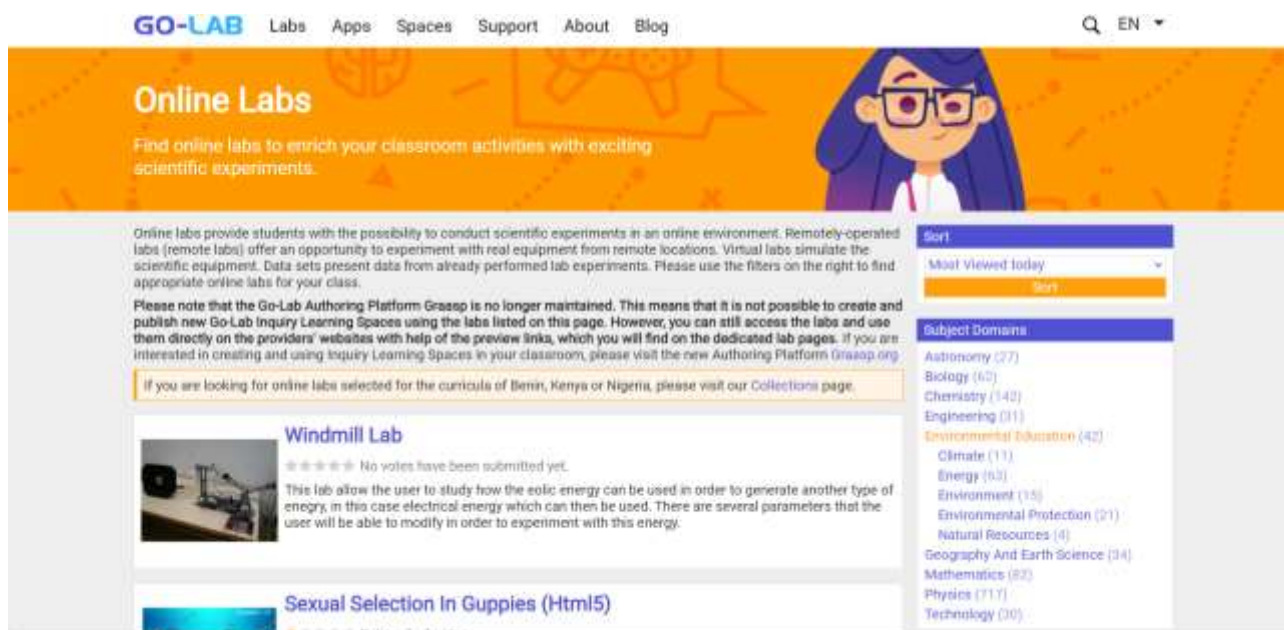 GO-LAB Labs Apps Spaces Support About Blog EN
Online Labs
Find online labs to enrich your classroom activities with exciting
scientific experiments.
Online labs provide students with the possibility to conduct scientific experiments in an online environment. Remotely-operated
labs (remote labs) offer an opportunity to experiment with real equipment from remote locations. Virtual labs simulate the
scientific equipment. Data sets present data from already performed lab experiments. Please use the filters on the right to find
appropriate online labs for your class.
Please note that the Go-Lab Authoring Platform Graasp is no longer maintained. This means that it is not possible to create and
publish new Go-Lab Inquiry Learning Spaces using the labs listed on this page. However, you can still access the labs and use
them directly on the providers' websites with help of the preview links, which you will find on the dedicated lab pages. If you are
interested in creating and using Inquiry Learning Spaces in your classroom, please visit the new Authoring Platform Graasp.org
If you are looking for online labs selected for the curricula of Benin, Kenya or Nigeria, please visit our Collections page.
Windmill Lab
No votes have been submitted yet.
This lab allow the user to study how the eolic energy can be used in order to generate another type of
enegry, in this case electrical energy which can then be used. There are several parameters that the
user will be able to modify in order to experiment with this energy.
Sexual Selection In Guppies (Html5)
Sort
Most Viewed today
Sort
Subject Domains
Astronomy (27)
Biology (62)
Chemistry (142)
Engineering (31)
Environmental Education (42)
Climate (11)
Energy (63)
Environment (15)
Environmental Protection (21)
Natural Resources (4)
Geography And Earth Science (34)
Mathematics (82)
Physics (717)
Technology (30)